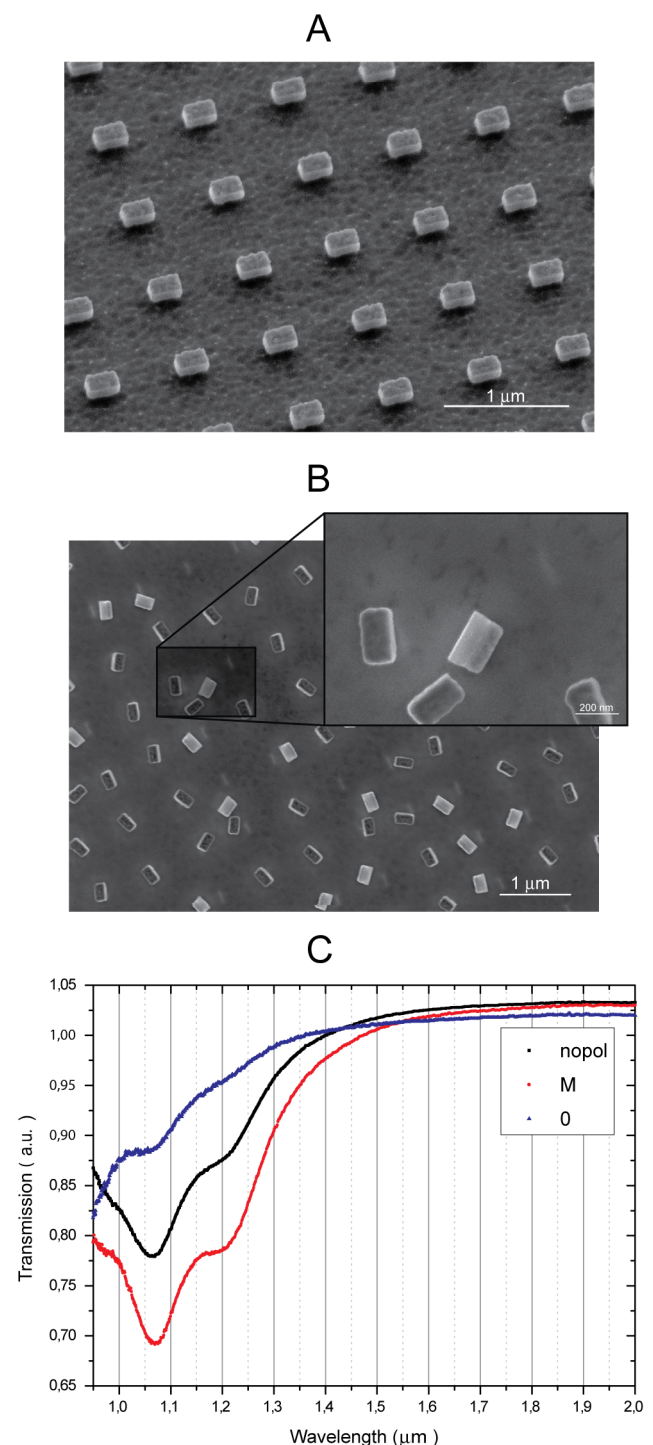 A
1 μm
B
200 nm
1 μm
C
1,05
1,00
0,95
0,90
0,85
0,80
0,75
0,70
0,65
Transmission ( a.u. )
nopol
M
0
1,0 1,1 1,2 1,3 1,4 1,5 1,6 1,7 1,8 1,9 2,0
Wavelength (μm)